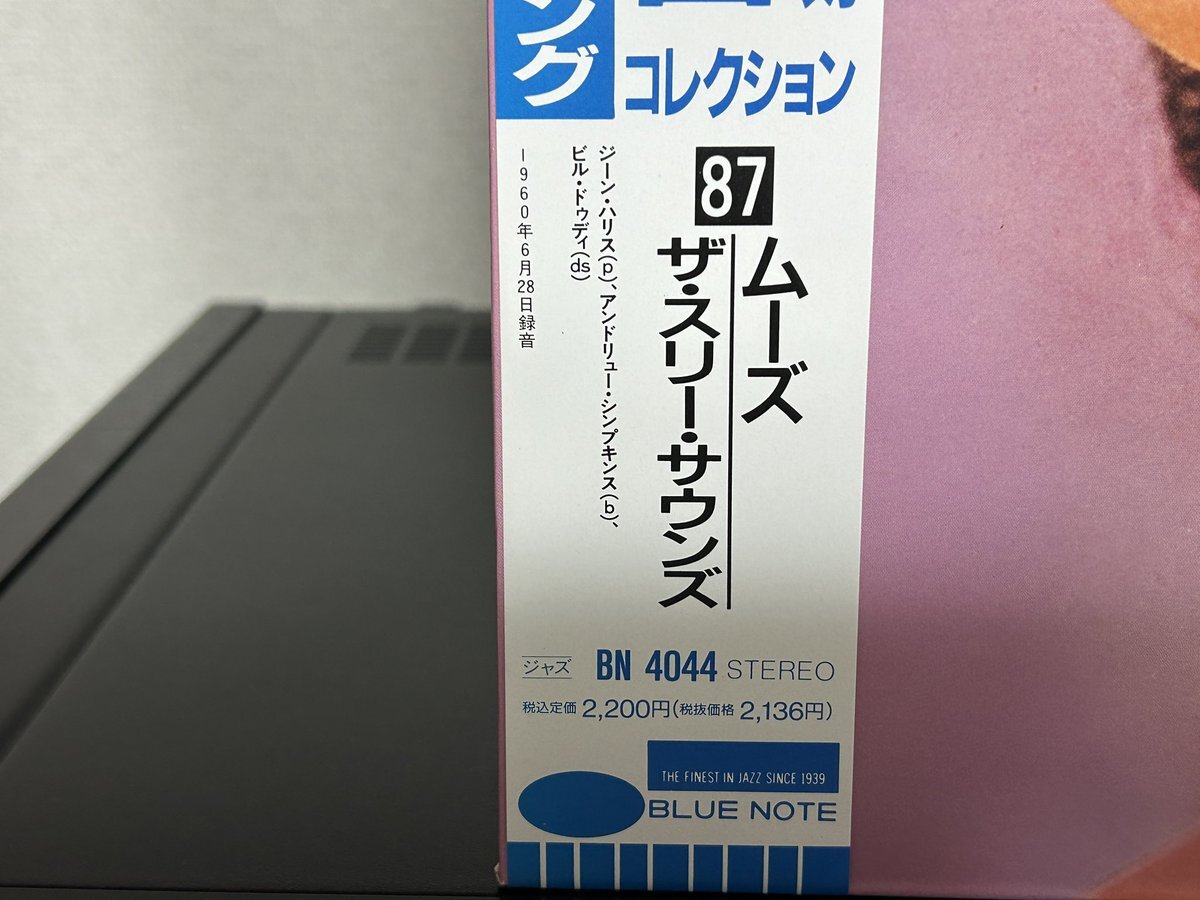 ング
コレクション
87
ムーズ
ザ・スリー・サウンズ
ジーン・ハリス(p)、アンドリュー・シンプキンス(b)、
ビル・ドゥディ(ds)
1960年6月28日録音
ジャズ BN 4044 STEREO
税込定価 2,200円(税抜価格 2,136円)
THE FINEST IN JAZZ SINCE 1939
BLUE NOTE